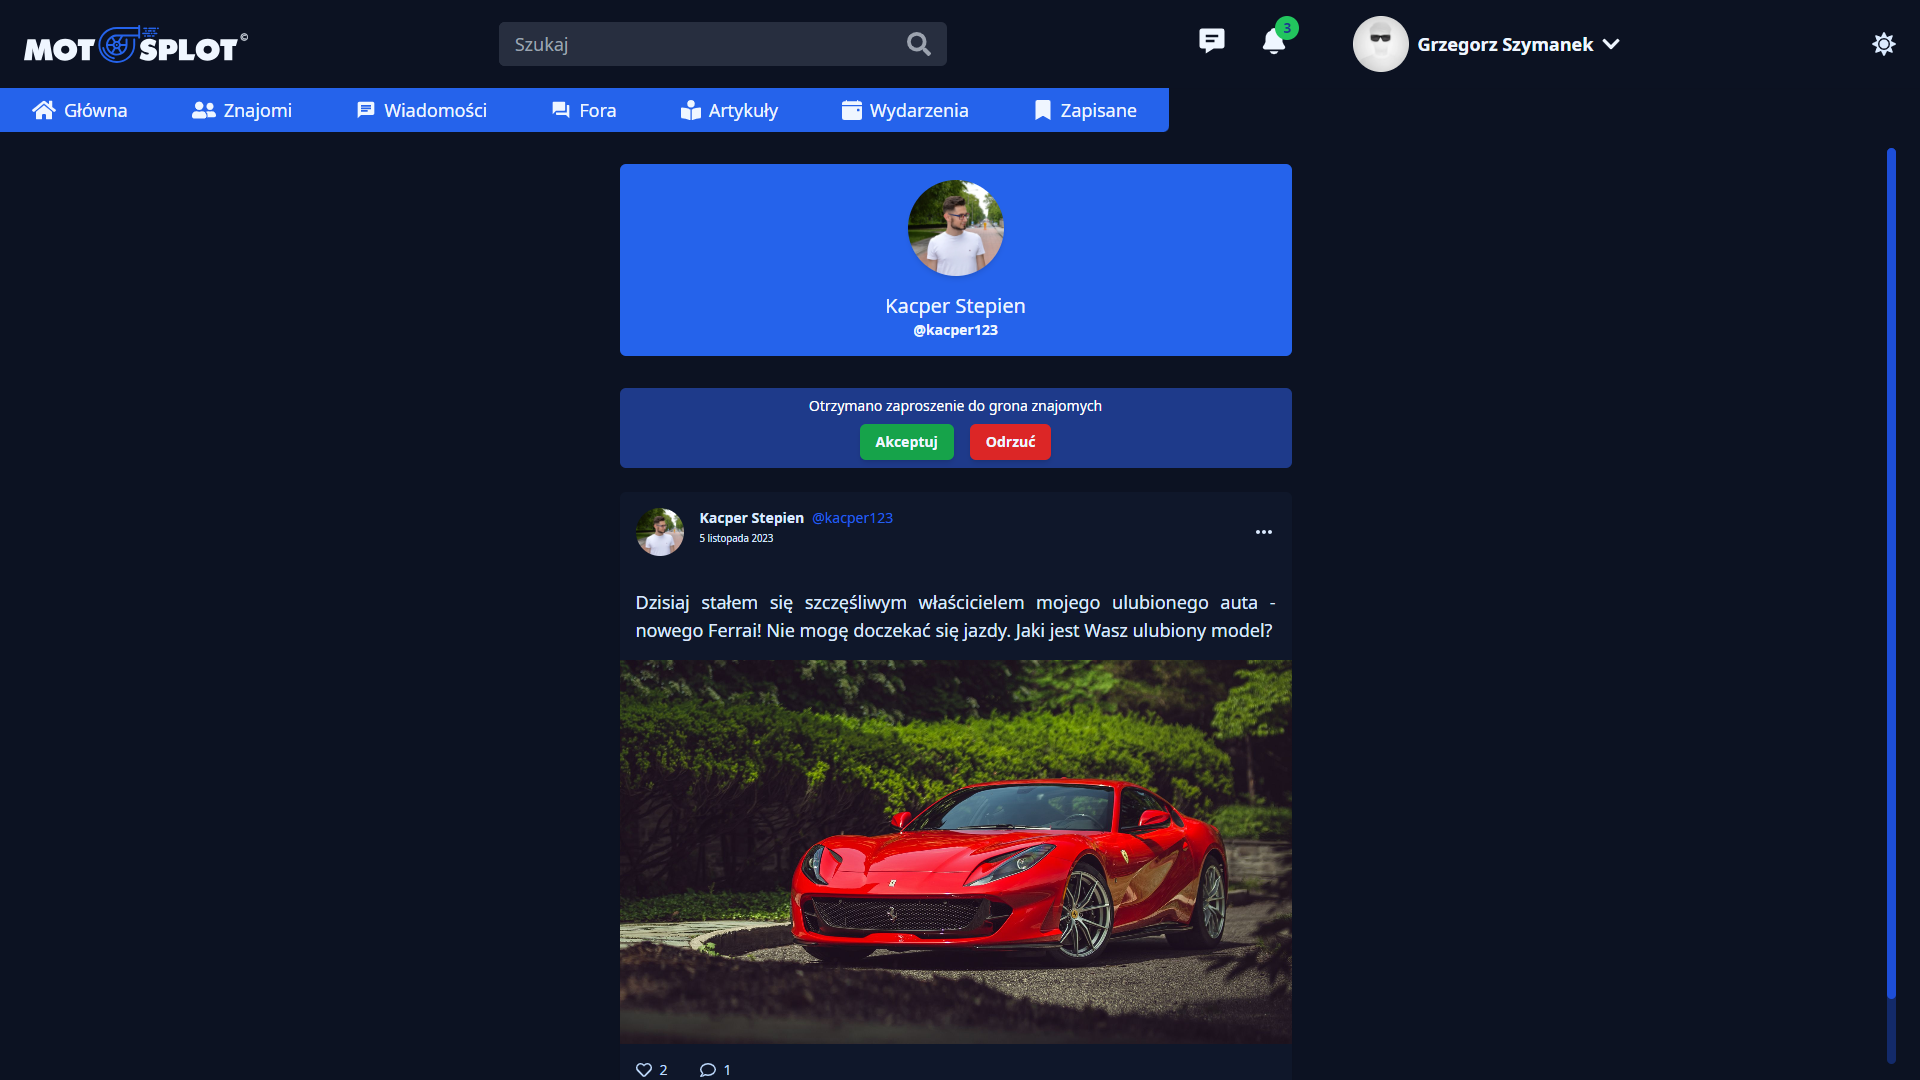 MOT SPLOT©
Szukaj
3
Grzegorz Szymanek
Główna
Znajomi
Wiadomości
Fora
Artykuły
Wydarzenia
Zapisane
Kacper Stepien
@kacper123
Otrzymano zaproszenie do grona znajomych
Akceptuj
Odrzuć
Kacper Stepien @kacper123
5 listopada 2023
Dzisiaj stałem się szczęśliwym właścicielem mojego ulubionego auta -
nowego Ferrai! Nie mogę doczekać się jazdy. Jaki jest Wasz ulubiony model?
2
1